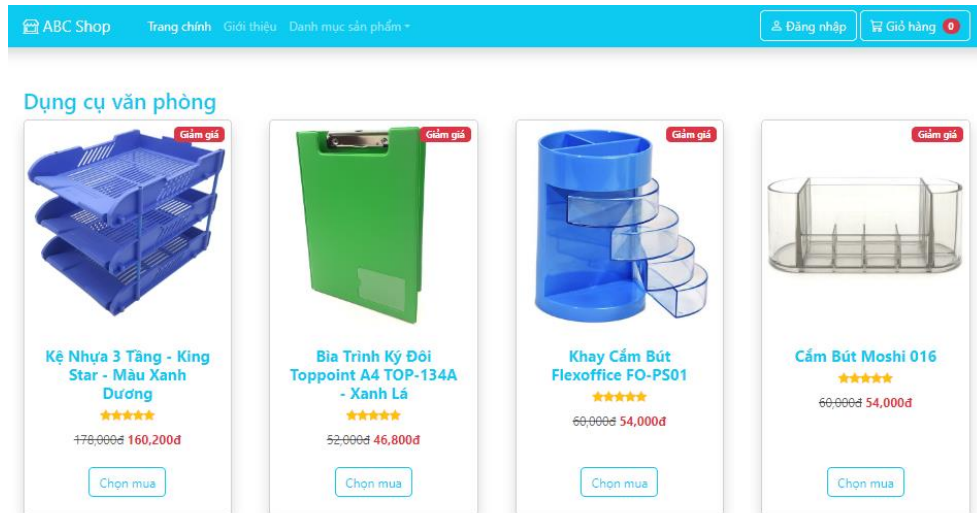 ABC Shop Trang chính Giới thiệu Danh mục sản phẩm Đăng nhập Giỏ hàng 0
Dụng cụ văn phòng
Giảm giá Giảm giá Giảm giá Giảm giá
Kệ Nhựa 3 Tầng - King
Star - Màu Xanh
Dương
178,000đ 160,200đ
Chọn mua
Bìa Trình Ký Đôi
Toppoint A4 TOP-134A
- Xanh Lá
52,000đ 46,800đ
Chọn mua
Khay Cắm Bút
Flexoffice FO-PS01
60,000đ 54,000đ
Chọn mua
Cắm Bút Moshi 016
60,000đ 54,000đ
Chọn mua